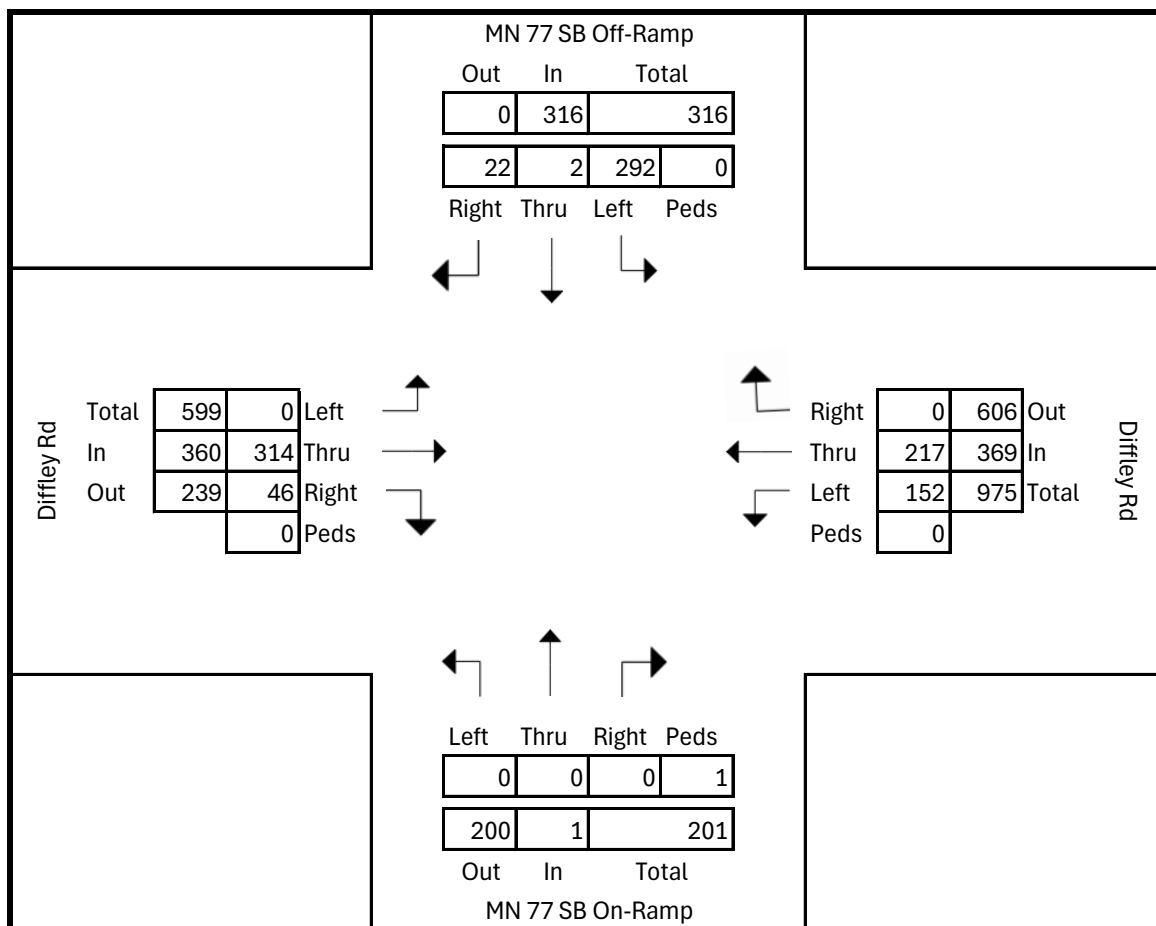 MN 77 SB Off-Ramp
Out In Total
0 316 316
22 2 292 0
Right Thru Left Peds
Diffley Rd
Total 599 0 Left
In 360 314 Thru
Out 239 46 Right
0 Peds
Right 0 606 Out
Thru 217 369 In
Left 152 975 Total
Peds 0
Diffley Rd
Left Thru Right Peds
0 0 0 1
200 1 201
Out In Total
MN 77 SB On-Ramp